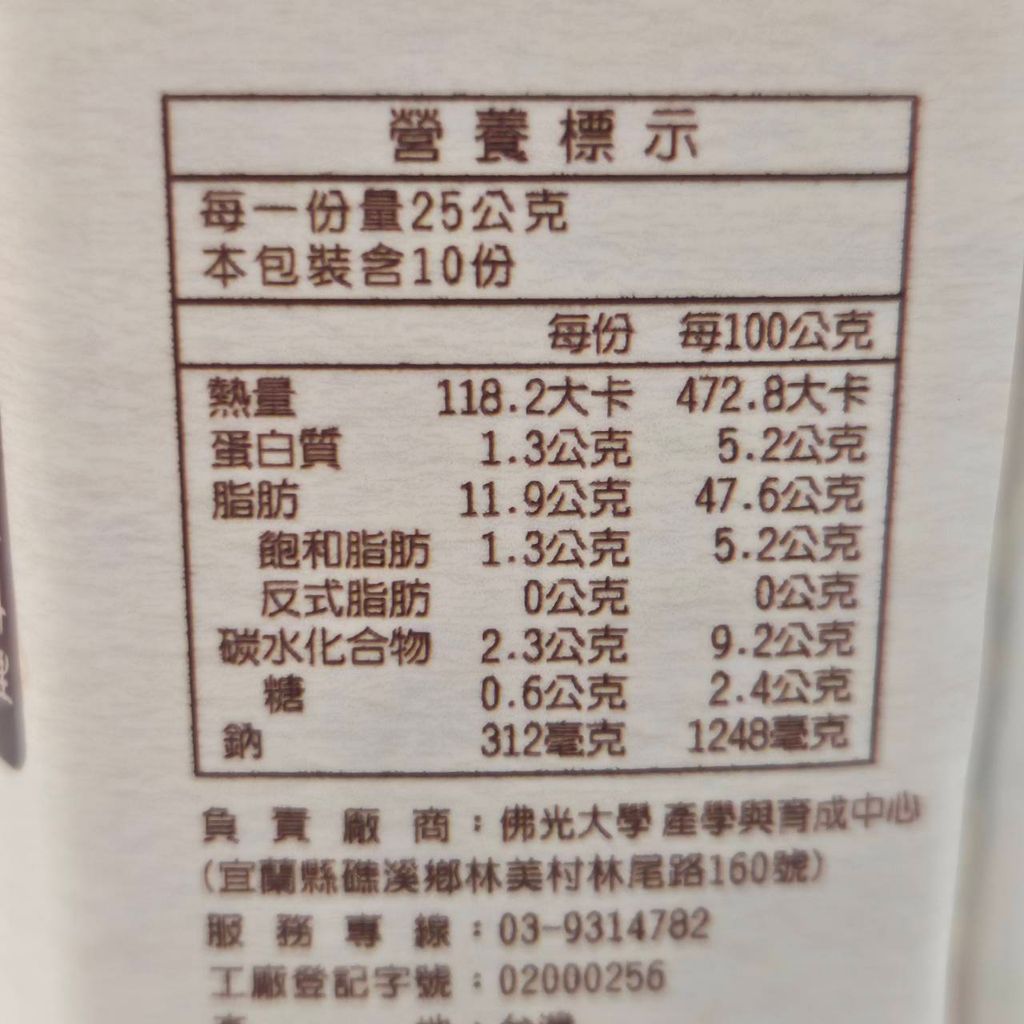 營養標示
每一份量25公克
本包裝含10份
每份 每100公克
熱量 118.2大卡 472.8大卡
蛋白質 1.3公克 5.2公克
脂肪 11.9公克 47.6公克
飽和脂肪 1.3公克 5.2公克
反式脂肪 0公克 0公克
碳水化合物 2.3公克 9.2公克
糖 0.6公克 2.4公克
鈉 312毫克 1248毫克
負責廠商：佛光大學 產學與育成中心
(宜蘭縣礁溪鄉林美村林尾路160號)
服務專線：03-9314782
工廠登記字號：02000256